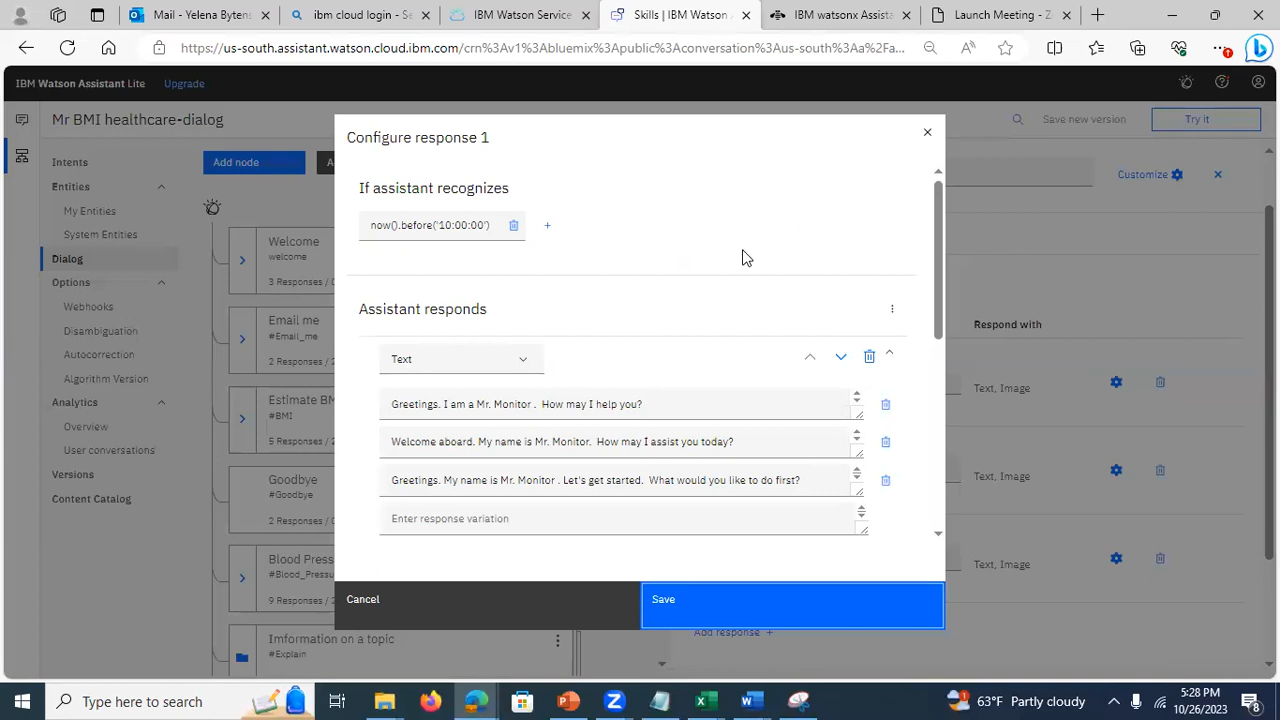 Mail - Yelena Bytens
ibm cloud login - Se
IBM Watson Service
Skills | IBM Watson
IBM watsonx Assista
Launch Meeting - Z
https://us-south.assistant.watson.cloud.ibm.com/crn%3Av1%3Abluemix%3Apublic%3Aconversation%3Aus-south%3Aa%2Fa...
IBM Watson Assistant Lite
Upgrade
Mr BMI healthcare-dialog
Save new version
Try it
Intents
Entities
My Entities
System Entities
Dialog
Options
Webhooks
Disambiguation
Autocorrection
Algorithm Version
Analytics
Overview
User conversations
Versions
Content Catalog
Add node
A
Welcome
welcome
3 Responses /
Email me
#Email_me
2 Responses / 2
Estimate BM
#BMI
5 Responses / 2
Goodbye
#Goodbye
2 Responses / 0
Blood Pressu
#Blood_Pressu
9 Responses / 2
Imformation on a topic
#Explain
Configure response 1
If assistant recognizes
now().before('10:00:00')
Assistant responds
Text
Greetings. I am a Mr. Monitor .  How may I help you?
Welcome aboard. My name is Mr. Monitor.  How may I assist you today?
Greetings. My name is Mr. Monitor . Let's get started.  What would you like to do first?
Enter response variation
Cancel
Save
Customize
Respond with
Text, Image
Text, Image
Text, Image
Add response +
Type here to search
63°F Partly cloudy
5:28 PM
10/26/2023
8